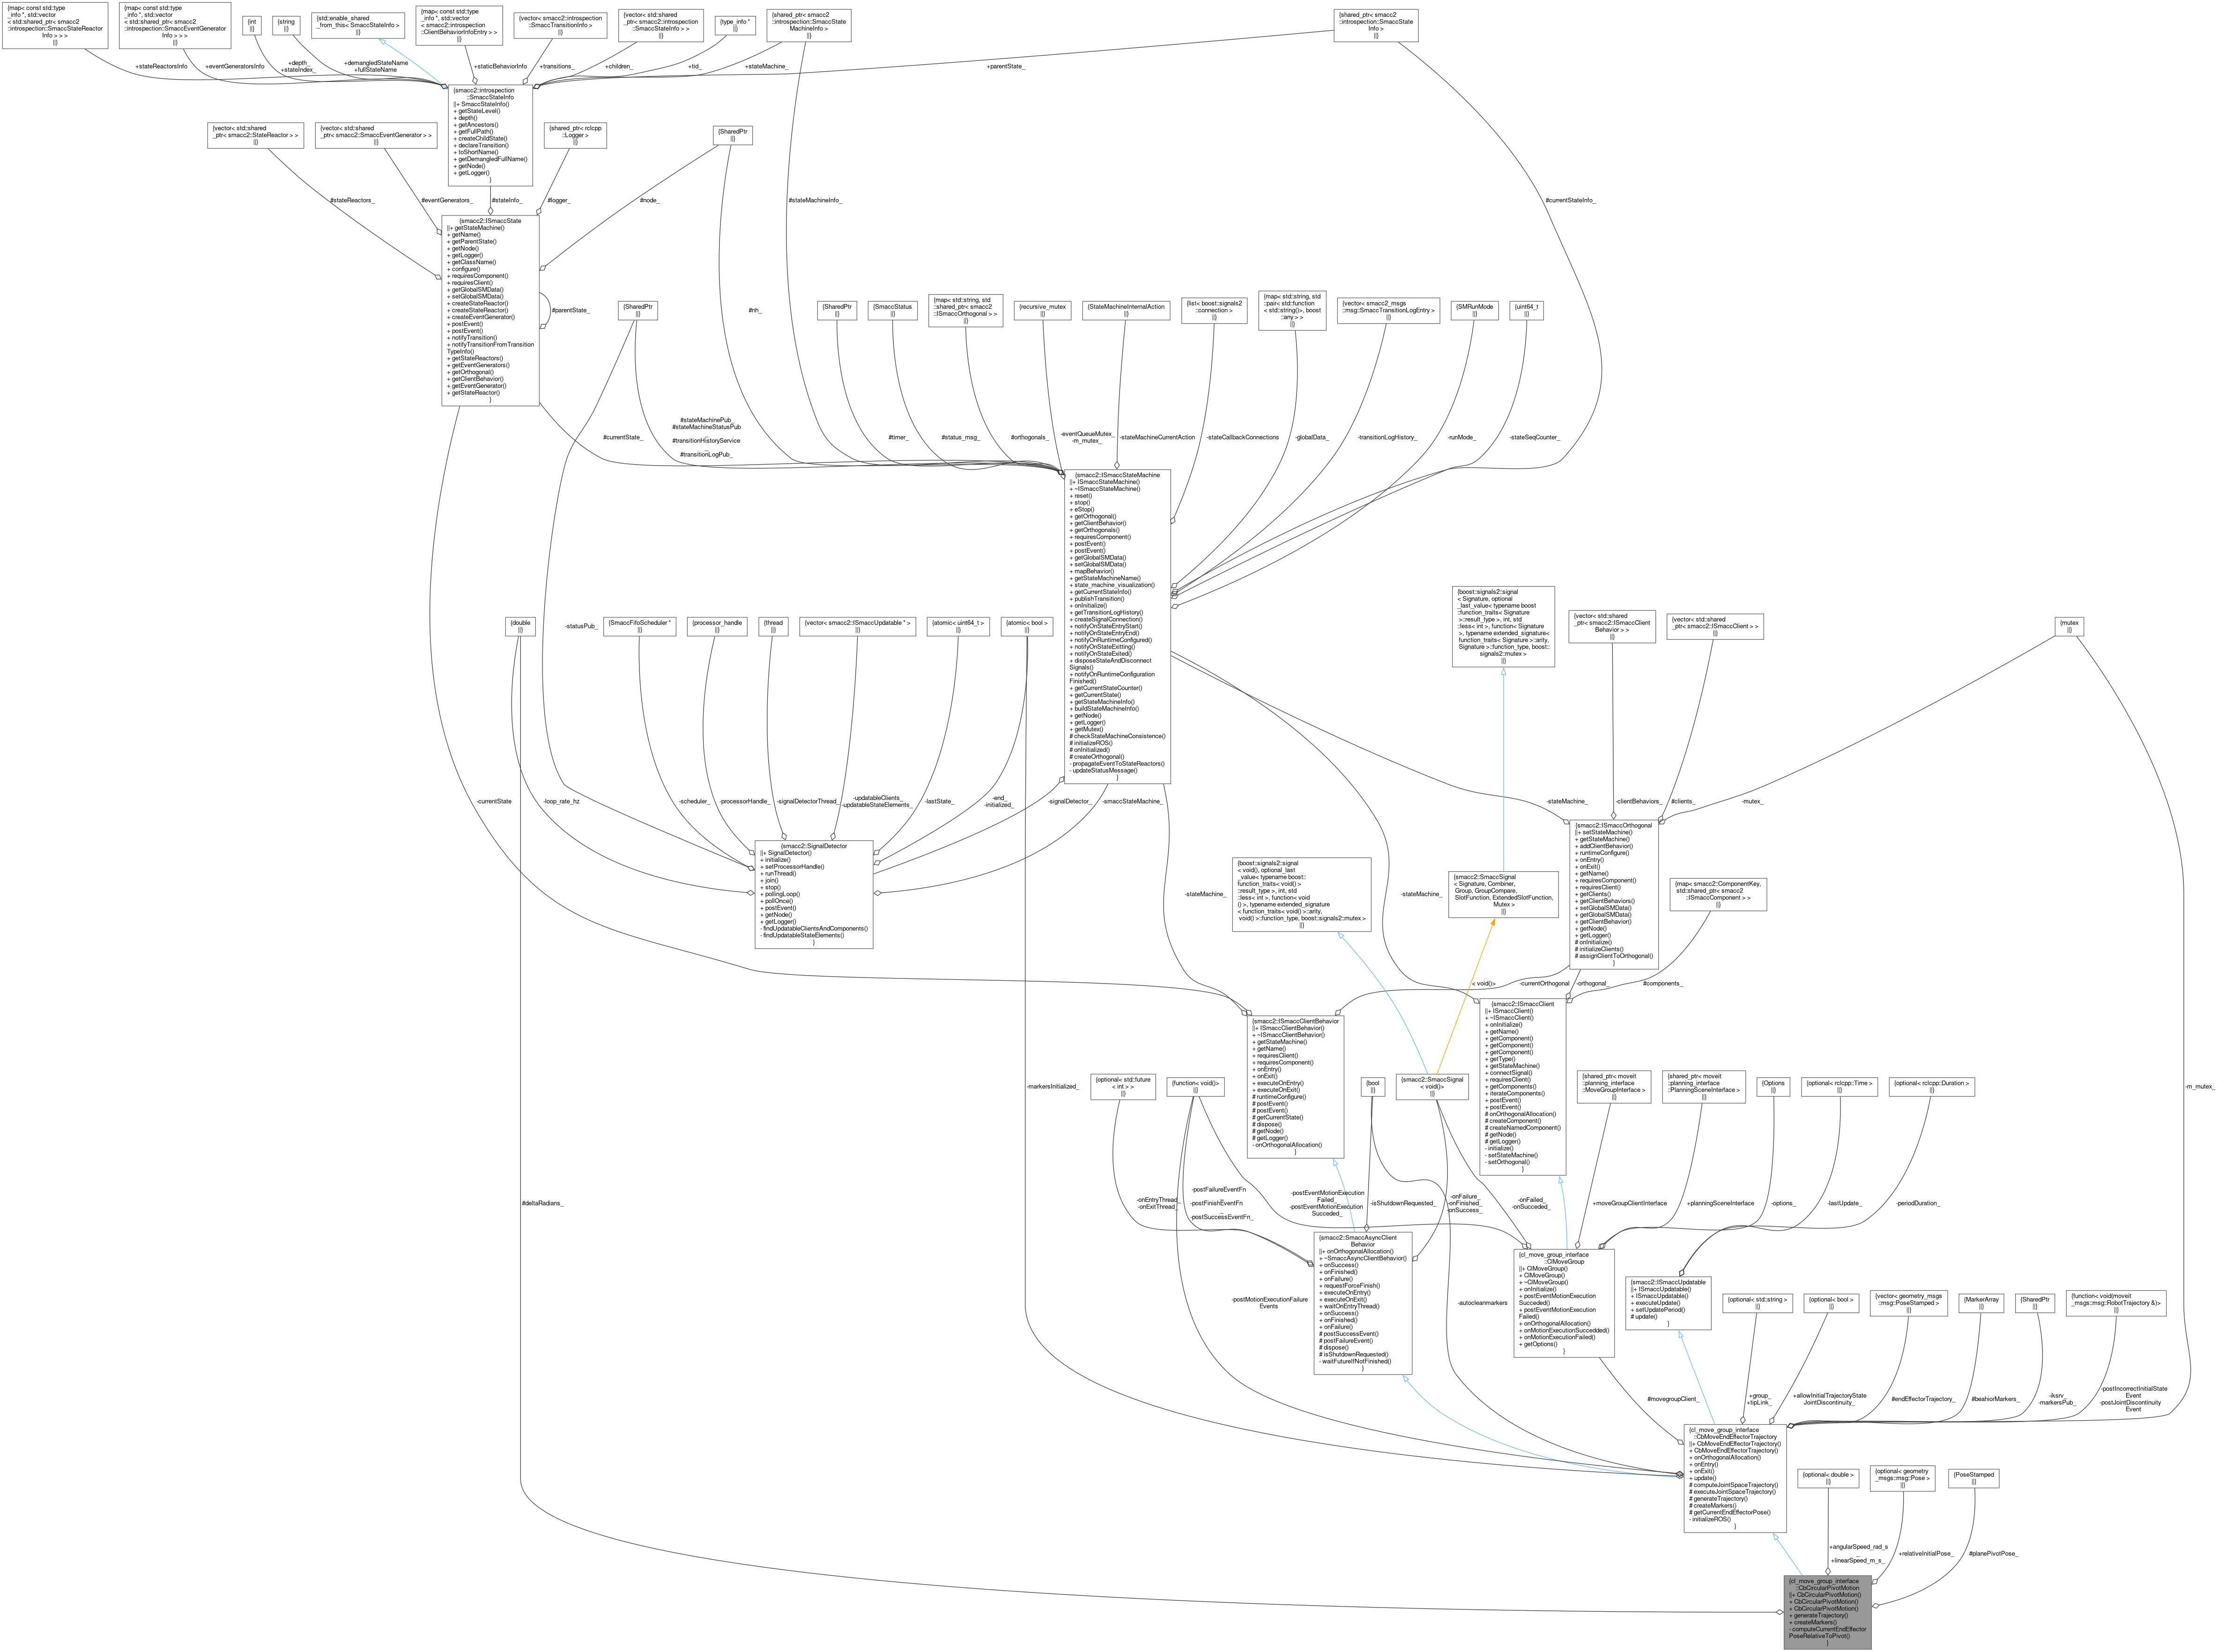 {map< const std::type
_info *, std::vector
< std::shared_ptr< smacc2
::introspection::SmaccStateReactor
Info > > >
||}
{map< const std::type
_info *, std::vector
< std::shared_ptr< smacc2
::introspection::SmaccEventGenerator
Info > > >
||}
{int
||}
{string
||}
{std::enable_shared
_from_this< SmaccStateInfo >
||}
{map< const std::type
_info *, std::vector
< smacc2::introspection
::ClientBehaviorInfoEntry > >
||}
{vector< smacc2::introspection
::SmaccTransitionInfo >
||}
{vector< std::shared
_ptr< smacc2::introspection
::SmaccStateInfo > >
||}
{type_info *
||}
{shared_ptr< smacc2
::introspection::SmaccState
MachineInfo >
||}
{shared_ptr< smacc2
::introspection::SmaccState
Info >
||}
+stateReactorsInfo
+eventGeneratorsInfo
+depth_
+stateIndex_
+demangledStateName
+fullStateName
+staticBehaviorInfo
+transitions_
+children_
+tid_
+stateMachine_
+parentState_
{smacc2::introspection
::SmaccStateInfo
||+ SmaccStateInfo()
+ getStateLevel()
+ depth()
+ getAncestors()
+ getFullPath()
+ createChildState()
+ declareTransition()
+ toShortName()
+ getDemangledFullName()
+ getNode()
+ getLogger()
}
{vector< std::shared
_ptr< smacc2::StateReactor > >
||}
{vector< std::shared
_ptr< smacc2::SmaccEventGenerator > >
||}
{shared_ptr< rclcpp
::Logger >
||}
{SharedPtr
||}
#stateReactors_
#eventGenerators_
#stateInfo_
#logger_
#node_
#stateMachineInfo_
#currentStateInfo_
{smacc2::ISmaccState
||+ getStateMachine()
+ getName()
+ getParentState()
+ getNode()
+ getLogger()
+ getClassName()
+ configure()
+ requiresComponent()
+ requiresClient()
+ getGlobalSMData()
+ setGlobalSMData()
+ createStateReactor()
+ createStateReactor()
+ createEventGenerator()
+ postEvent()
+ postEvent()
+ notifyTransition()
+ notifyTransitionFromTransition
TypeInfo()
+ getStateReactors()
+ getEventGenerators()
+ getOrthogonal()
+ getClientBehavior()
+ getEventGenerator()
+ getStateReactor()
}
#parentState_
{SharedPtr
||}
#nh_
{SharedPtr
||}
{SmaccStatus
||}
{map< std::string, std
::shared_ptr< smacc2
::ISmaccOrthogonal > >
||}
{recursive_mutex
||}
{StateMachineInternalAction
||}
{list< boost::signals2
::connection >
||}
{map< std::string, std
::pair< std::function
< std::string()>, boost
::any > >
||}
{vector< smacc2_msgs
::msg::SmaccTransitionLogEntry >
||}
{SMRunMode
||}
{uint64_t
||}
#currentState_
#stateMachinePub_
#stateMachineStatusPub
_
#transitionHistoryService
_
#transitionLogPub_
#timer_
#status_msg_
#orthogonals_
-eventQueueMutex_
-m_mutex_
-stateMachineCurrentAction
-stateCallbackConnections
-globalData_
-transitionLogHistory_
-runMode_
-stateSeqCounter_
{smacc2::ISmaccStateMachine
||+ ISmaccStateMachine()
+ ~ISmaccStateMachine()
+ reset()
+ stop()
+ eStop()
+ getOrthogonal()
+ getClientBehavior()
+ getOrthogonals()
+ requiresComponent()
+ postEvent()
+ postEvent()
+ getGlobalSMData()
+ setGlobalSMData()
+ mapBehavior()
+ getStateMachineName()
+ state_machine_visualization()
+ getCurrentStateInfo()
+ publishTransition()
+ onInitialize()
+ getTransitionLogHistory()
+ createSignalConnection()
+ notifyOnStateEntryStart()
+ notifyOnStateEntryEnd()
+ notifyOnRuntimeConfigured()
+ notifyOnStateExitting()
+ notifyOnStateExited()
+ disposeStateAndDisconnect
Signals()
+ notifyOnRuntimeConfiguration
Finished()
+ getCurrentStateCounter()
+ getCurrentState()
+ getStateMachineInfo()
+ buildStateMachineInfo()
+ getNode()
+ getLogger()
+ getMutex()
# checkStateMachineConsistence()
# initializeROS()
# onInitialized()
# createOrthogonal()
- propagateEventToStateReactors()
- updateStatusMessage()
}
{double
||}
{SmaccFifoScheduler *
||}
{processor_handle
||}
{thread
||}
{vector< smacc2::ISmaccUpdatable * >
||}
{atomic< uint64_t >
||}
{atomic< bool >
||}
-statusPub_
-currentState
-loop_rate_hz
-scheduler_
-processorHandle_
-signalDetectorThread_
-updatableClients_
-updatableStateElements_
-lastState_
-end_
-initialized_
-signalDetector_
-smaccStateMachine_
{smacc2::SignalDetector
||+ SignalDetector()
+ initialize()
+ setProcessorHandle()
+ runThread()
+ join()
+ stop()
+ pollingLoop()
+ pollOnce()
+ postEvent()
+ getNode()
+ getLogger()
- findUpdatableClientsAndComponents()
- findUpdatableStateElements()
}
{boost::signals2::signal
< Signature, optional
_last_value< typename boost
::function_traits< Signature
>::result_type >, int, std
::less< int >, function< Signature
>, typename extended_signature<
function_traits< Signature >::arity,
Signature >::function_type, boost::
signals2::mutex >
||}
{vector< std::shared
_ptr< smacc2::ISmaccClient
Behavior > >
||}
{vector< std::shared
_ptr< smacc2::ISmaccClient > >
||}
{mutex
||}
-stateMachine_
-clientBehaviors_
#clients_
-mutex_
{smacc2::ISmaccOrthogonal
||+ setStateMachine()
+ getStateMachine()
+ addClientBehavior()
+ runtimeConfigure()
+ onEntry()
+ onExit()
+ getName()
+ requiresComponent()
+ requiresClient()
+ getClients()
+ getClientBehaviors()
+ setGlobalSMData()
+ getGlobalSMData()
+ getClientBehavior()
+ getNode()
+ getLogger()
# onInitialize()
# initializeClients()
# assignClientToOrthogonal()
}
{boost::signals2::signal
< void(), optional_last
_value< typename boost::
function_traits< void() >
::result_type >, int, std
::less< int >, function< void
() >, typename extended_signature
< function_traits< void() >::arity,
void() >::function_type, boost::signals2::mutex >
||}
{smacc2::SmaccSignal
< Signature, Combiner,
Group, GroupCompare,
SlotFunction, ExtendedSlotFunction,
Mutex >
||}
{map< smacc2::ComponentKey,
std::shared_ptr< smacc2
::ISmaccComponent > >
||}
-stateMachine_
-stateMachine_
< void()>
-currentOrthogonal
-orthogonal_
#components_
{smacc2::ISmaccClientBehavior
||+ ISmaccClientBehavior()
+ ~ISmaccClientBehavior()
+ getStateMachine()
+ getName()
+ requiresClient()
+ requiresComponent()
+ onEntry()
+ onExit()
+ executeOnEntry()
+ executeOnExit()
# runtimeConfigure()
# postEvent()
# postEvent()
# getCurrentState()
# dispose()
# getNode()
# getLogger()
- onOrthogonalAllocation()
}
{smacc2::ISmaccClient
||+ ISmaccClient()
+ ~ISmaccClient()
+ onInitialize()
+ getName()
+ getComponent()
+ getComponent()
+ getComponent()
+ getType()
+ getStateMachine()
+ connectSignal()
+ requiresClient()
+ getComponents()
+ iterateComponents()
+ postEvent()
+ postEvent()
# onOrthogonalAllocation()
# createComponent()
# createNamedComponent()
# getNode()
# getLogger()
- initialize()
- setStateMachine()
- setOrthogonal()
}
-markersInitialized_
-m_mutex_
{optional< std::future
< int > >
||}
{function< void()>
||}
{bool
||}
{smacc2::SmaccSignal
< void()>
||}
{shared_ptr< moveit
::planning_interface
::MoveGroupInterface >
||}
{shared_ptr< moveit
::planning_interface
::PlanningSceneInterface >
||}
{Options
||}
{optional< rclcpp::Time >
||}
{optional< rclcpp::Duration >
||}
#deltaRadians_
-onEntryThread_
-onExitThread_
-postFailureEventFn
_
-postFinishEventFn
_
-postSuccessEventFn_
-postEventMotionExecution
Failed_
-postEventMotionExecution
Succeded_
-isShutdownRequested_
-onFailure_
-onFinished_
-onSuccess_
-onFailed_
-onSucceded_
+moveGroupClientInterface
+planningSceneInterface
-options_
-lastUpdate_
-periodDuration_
{smacc2::SmaccAsyncClient
Behavior
||+ onOrthogonalAllocation()
+ ~SmaccAsyncClientBehavior()
+ onSuccess()
+ onFinished()
+ onFailure()
+ requestForceFinish()
+ executeOnEntry()
+ executeOnExit()
+ waitOnEntryThread()
+ onSuccess()
+ onFinished()
+ onFailure()
# postSuccessEvent()
# postFailureEvent()
# dispose()
# isShutdownRequested()
- waitFutureIfNotFinished()
}
{cl_move_group_interface
::ClMoveGroup
||+ ClMoveGroup()
+ ClMoveGroup()
+ ~ClMoveGroup()
+ onInitialize()
+ postEventMotionExecution
Succeded()
+ postEventMotionExecution
Failed()
+ onOrthogonalAllocation()
+ onMotionExecutionSuccedded()
+ onMotionExecutionFailed()
+ getOptions()
}
{smacc2::ISmaccUpdatable
||+ ISmaccUpdatable()
+ ISmaccUpdatable()
+ executeUpdate()
+ setUpdatePeriod()
# update()
}
{optional< std::string >
||}
{optional< bool >
||}
{vector< geometry_msgs
::msg::PoseStamped >
||}
{MarkerArray
||}
{SharedPtr
||}
{function< void(moveit
_msgs::msg::RobotTrajectory &)>
||}
-postMotionExecutionFailure
Events
-autocleanmarkers
#movegroupClient_
+group_
+tipLink_
+allowInitialTrajectoryState
JointDiscontinuity_
#endEffectorTrajectory_
#beahiorMarkers_
-iksrv_
-markersPub_
-postIncorrectInitialState
Event
-postJointDiscontinuity
Event
{cl_move_group_interface
::CbMoveEndEffectorTrajectory
||+ CbMoveEndEffectorTrajectory()
+ CbMoveEndEffectorTrajectory()
+ onOrthogonalAllocation()
+ onEntry()
+ onExit()
+ update()
# computeJointSpaceTrajectory()
# executeJointSpaceTrajectory()
# generateTrajectory()
# createMarkers()
# getCurrentEndEffectorPose()
- initializeROS()
}
{optional< double >
||}
{optional< geometry
_msgs::msg::Pose >
||}
{PoseStamped
||}
+angularSpeed_rad_s
_
+linearSpeed_m_s_
+relativeInitialPose_
#planePivotPose_
{cl_move_group_interface
::CbCircularPivotMotion
||+ CbCircularPivotMotion()
+ CbCircularPivotMotion()
+ CbCircularPivotMotion()
+ generateTrajectory()
+ createMarkers()
- computeCurrentEndEffector
PoseRelativeToPivot()
}